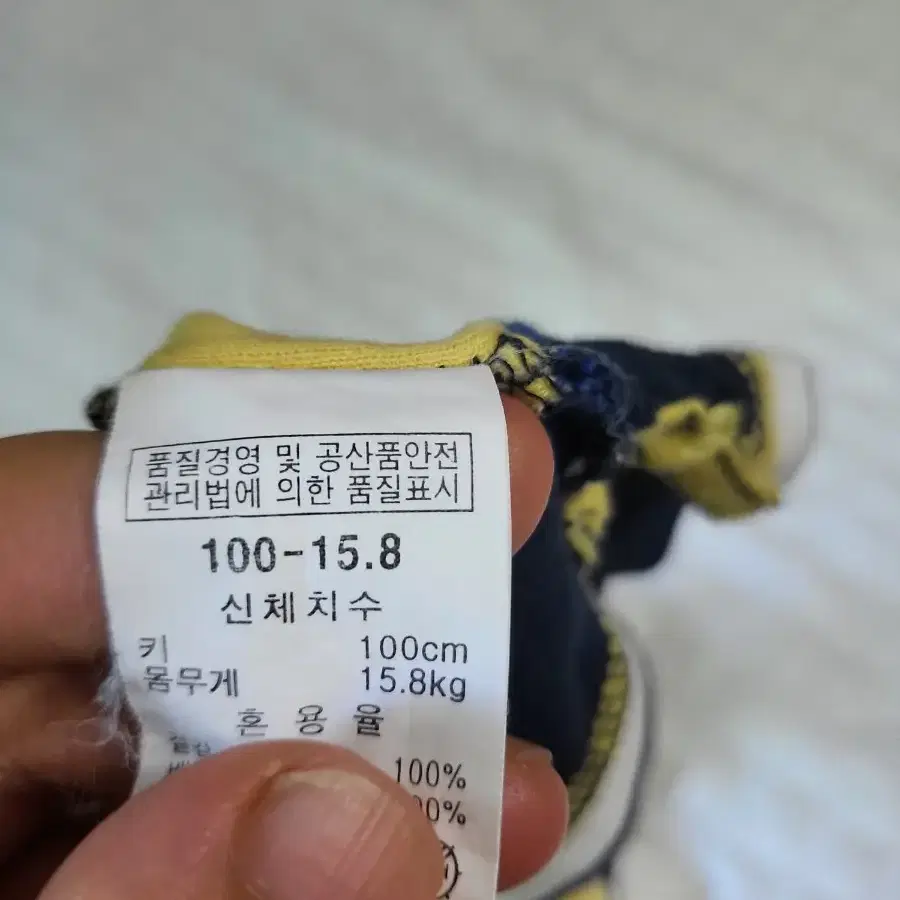 품질경영 및 공산품안전
관리법에 의한 품질표시
100-15.8
신체치수
키 100cm
몸무게 15.8kg
혼용율
100%